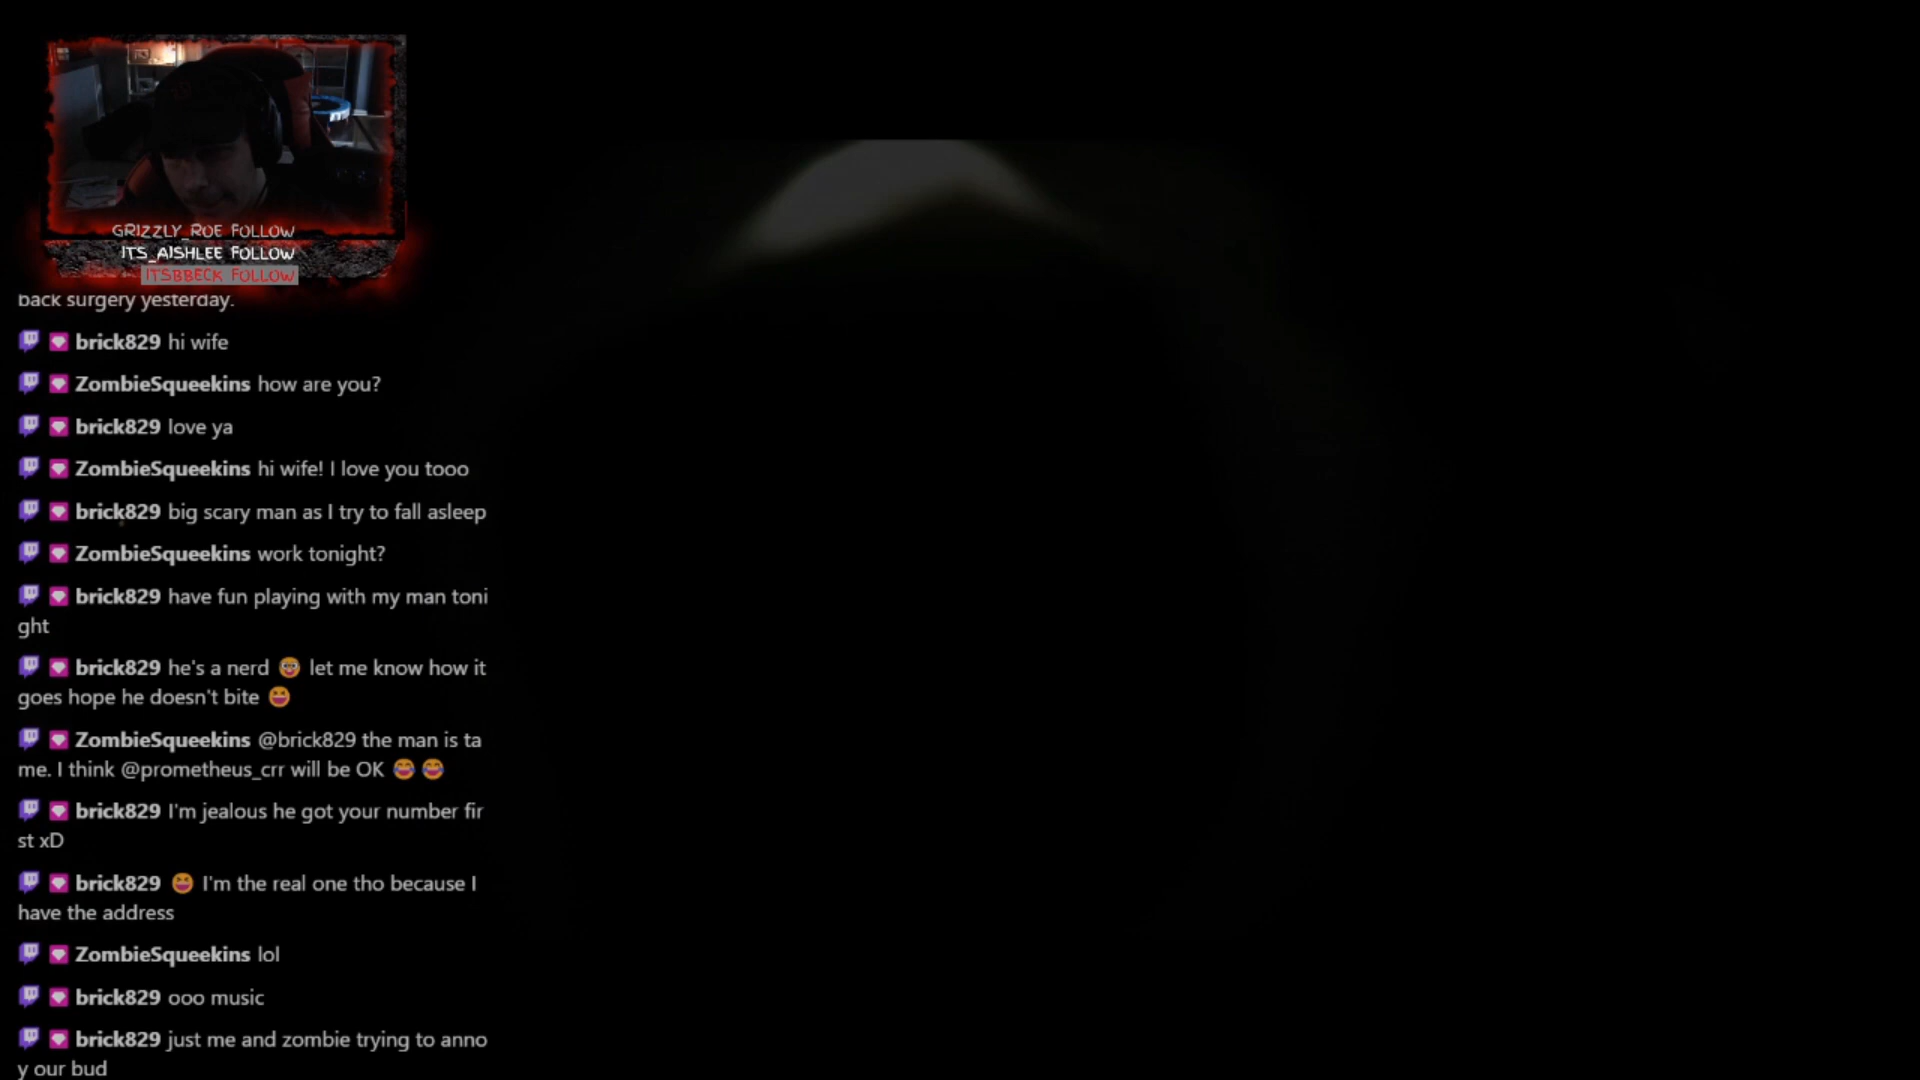 GRIZZLY_ROE FOLLOW
ITS_AISHLEE FOLLOW
ITSBBECK FOLLOW
back surgery yesterday.
brick829 hi wife
ZombieSqueekins how are you?
brick829 love ya
ZombieSqueekins hi wife! I love you tooo
brick829 big scary man as I try to fall asleep
ZombieSqueekins work tonight?
brick829 have fun playing with my man toni
ght
brick829 he's a nerd 🤓 let me know how it
goes hope he doesn't bite 😆
ZombieSqueekins @brick829 the man is ta
me. I think @prometheus_crr will be OK 😂 😂
brick829 I'm jealous he got your number fir
st xD
brick829 😆 I'm the real one tho because I
have the address
ZombieSqueekins lol
brick829 ooo music
brick829 just me and zombie trying to anno
y our bud